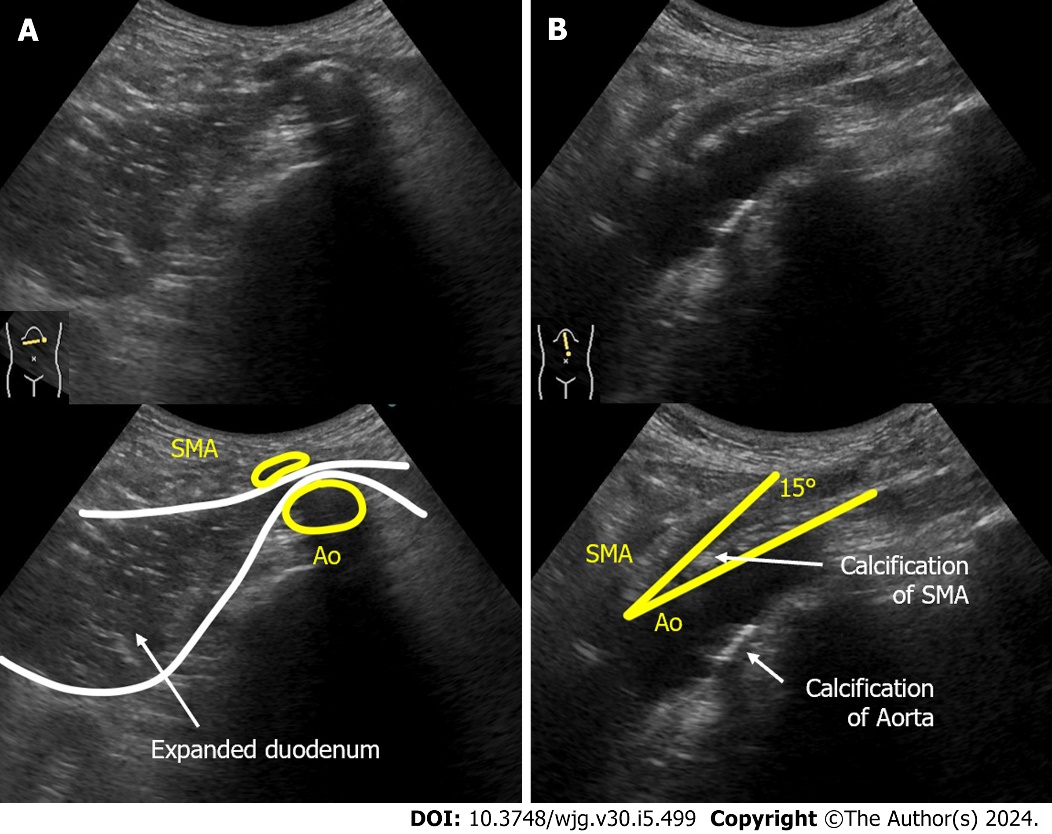 A
B
SMA
Ao
Expanded duodenum
15°
SMA
Ao
Calcification
of SMA
Calcification
of Aorta
DOI: 10.3748/wjg.v30.i5.499 Copyright ©The Author(s) 2024.